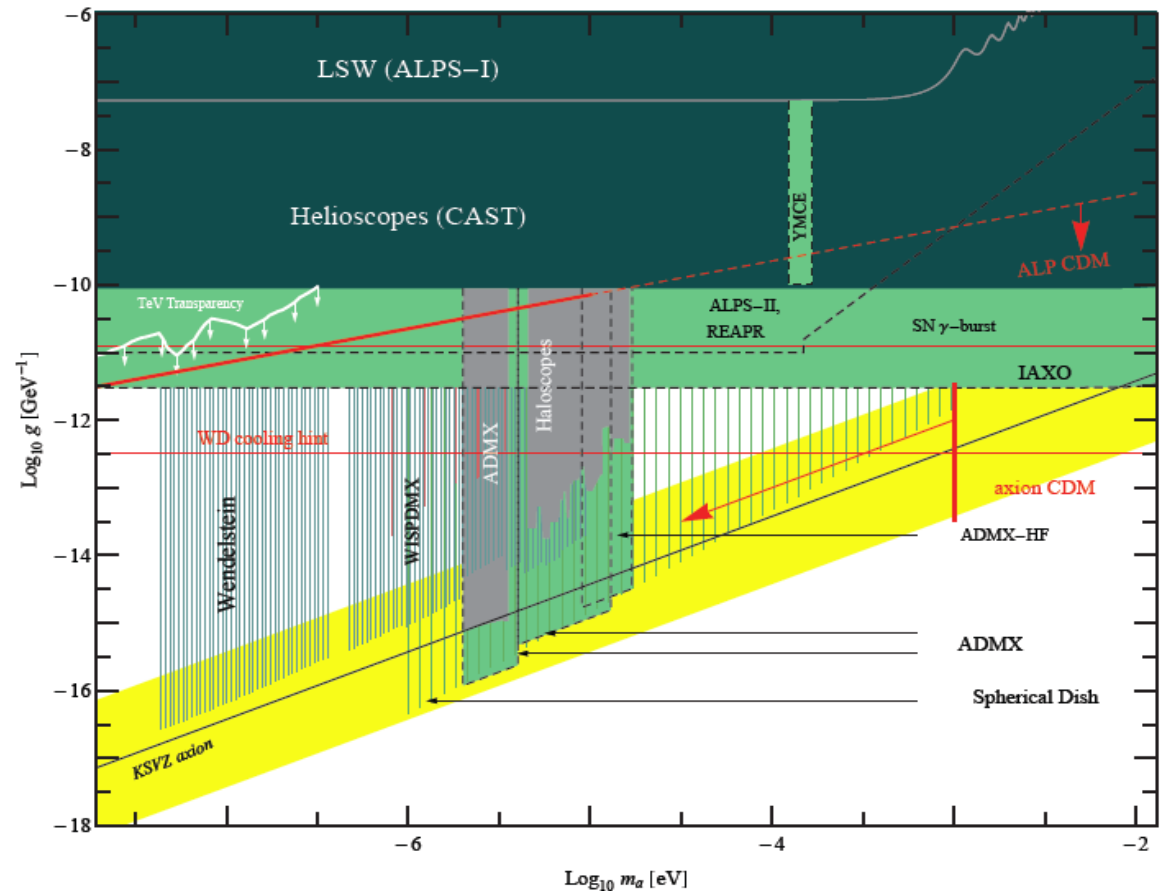 −6
−8
−10
−12
−14
−16
−18
Log₁₀ g [GeV⁻¹]
LSW (ALPS−I)
Helioscopes (CAST)
YMCE
ALP CDM
TeV Transparency
ALPS−II,
REAPR
SN γ−burst
IAXO
WD cooling hint
Haloscopes
ADMX
WISPDMX
Wendelstein
axion CDM
ADMX−HF
ADMX
Spherical Dish
KSVZ axion
−6
−4
−2
Log₁₀ mₐ [eV]